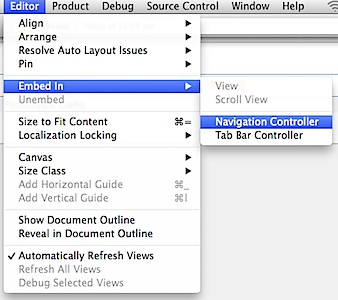 Editor Product Debug Source Control Window Help
Align
Arrange
Resolve Auto Layout Issues
Pin
Embed In
Unembed
View
Scroll View
Navigation Controller
Tab Bar Controller
Size to Fit Content ⌘=
Localization Locking
Canvas
Size Class
Add Horizontal Guide ⌘_
Add Vertical Guide ⌘|
Show Document Outline
Reveal in Document Outline
✓ Automatically Refresh Views
Refresh All Views
Debug Selected Views